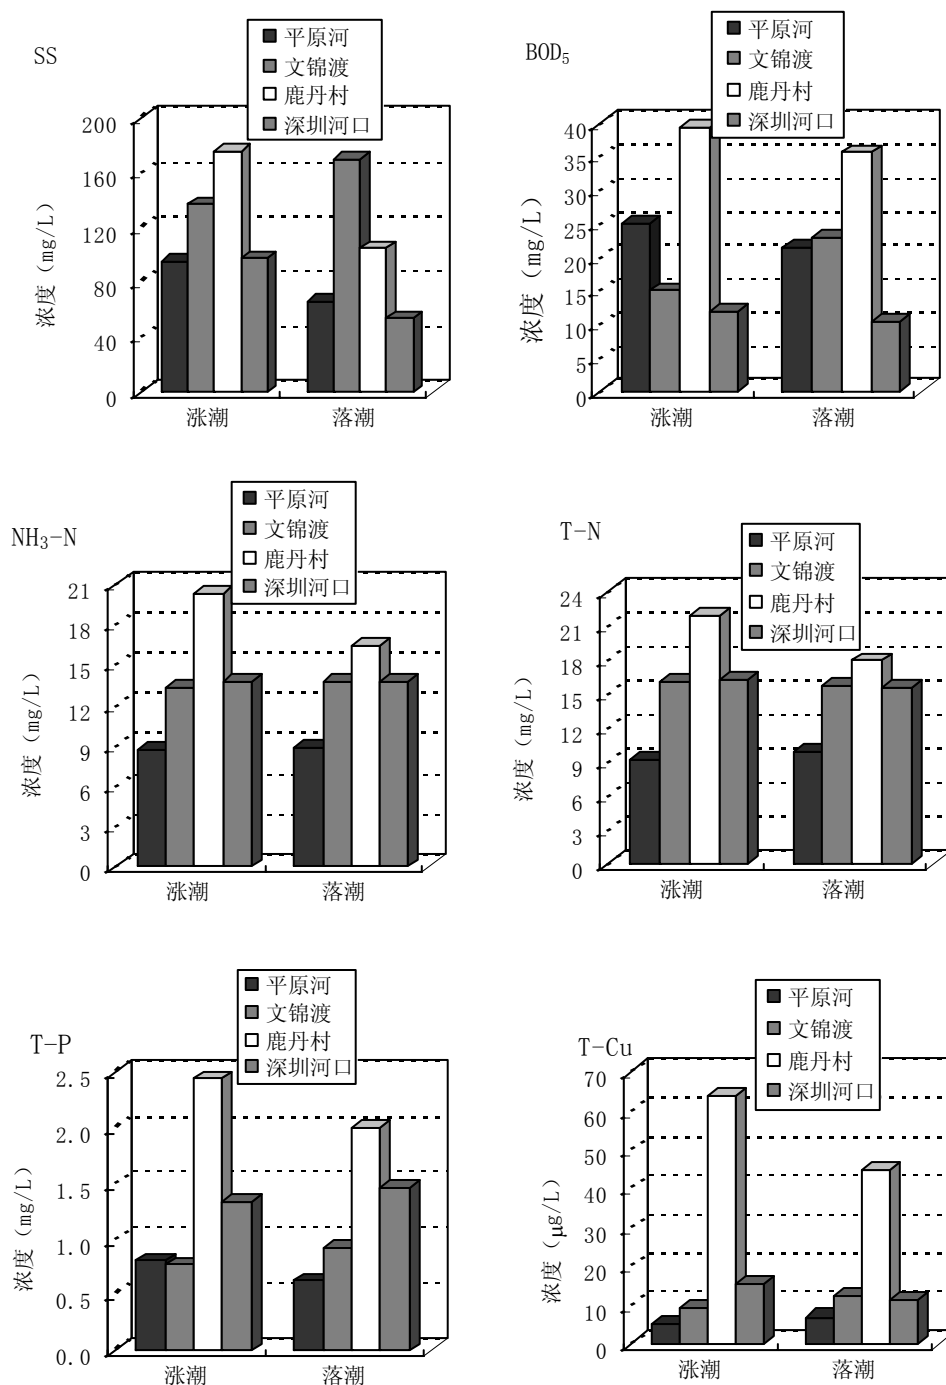 SS
平原河
文锦渡
鹿丹村
深圳河口
浓度 (mg/L)
200
160
120
80
40
0
涨潮
落潮
BOD₅
平原河
文锦渡
鹿丹村
深圳河口
浓度 (mg/L)
40
35
30
25
20
15
10
5
0
涨潮
落潮
NH₃-N
平原河
文锦渡
鹿丹村
深圳河口
浓度 (mg/L)
21
18
15
12
9
6
3
0
涨潮
落潮
T-N
平原河
文锦渡
鹿丹村
深圳河口
浓度 (mg/L)
24
21
18
15
12
9
6
3
0
涨潮
落潮
T-P
平原河
文锦渡
鹿丹村
深圳河口
浓度 (mg/L)
2.5
2.0
1.5
1.0
0.5
0.0
涨潮
落潮
T-Cu
平原河
文锦渡
鹿丹村
深圳河口
浓度 (μg/L)
70
60
50
40
30
20
10
0
涨潮
落潮